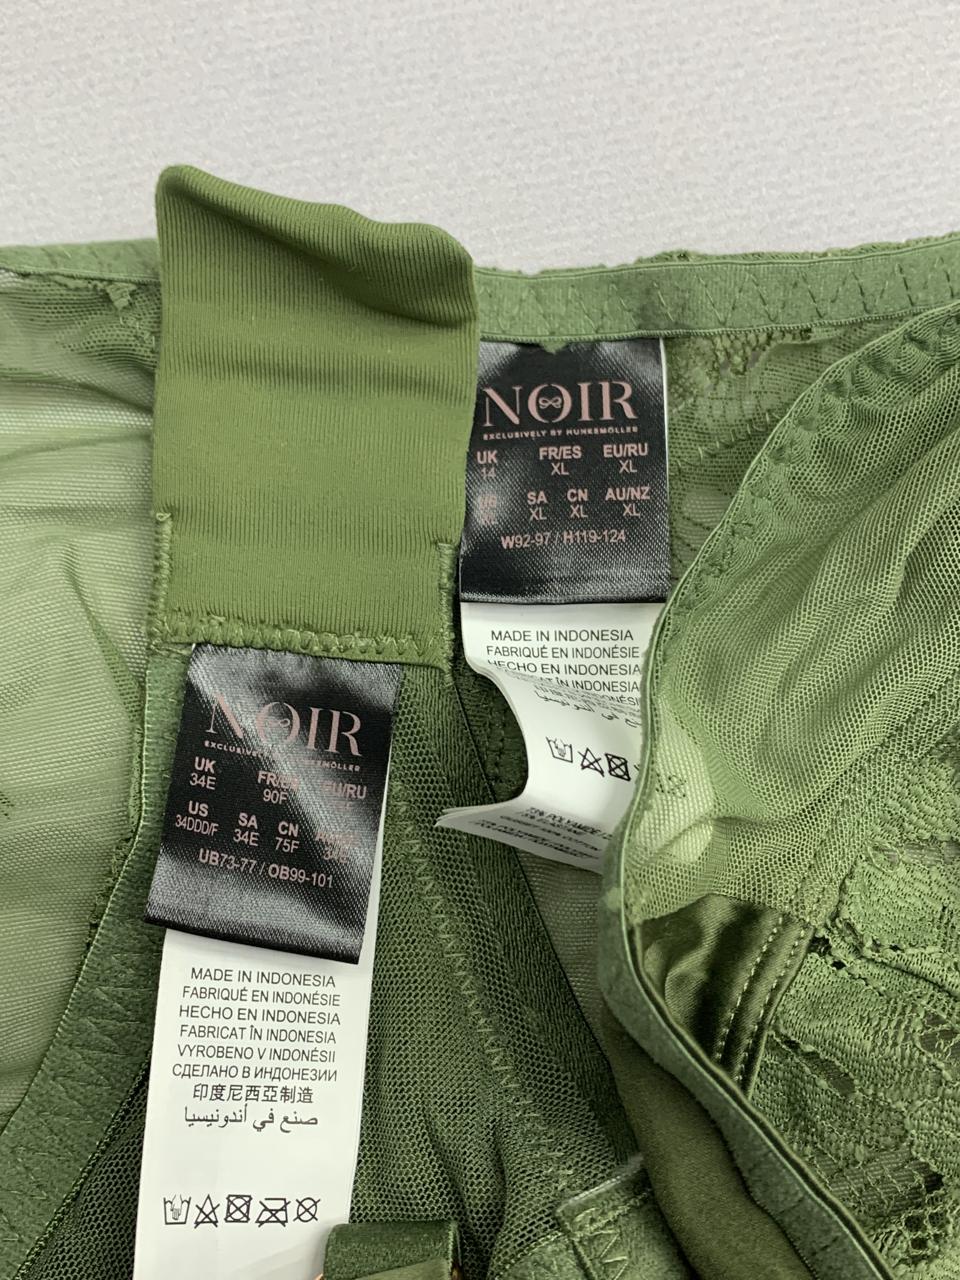 NOIR
EXCLUSIVELY BY HUNKEMÖLLER
UK FR/ES EU/RU
14 XL XL
SA CN AU/NZ
XL XL XL
W92-97 / H119-124
MADE IN INDONESIA
FABRIQUÉ EN INDONÉSIE
HECHO EN INDONESIA
NOIR
UK
34E 90F
US SA CN
34DDD/F 34E 75F
UB73-77 / OB99-101
MADE IN INDONESIA
FABRIQUÉ EN INDONÉSIE
HECHO EN INDONESIA
FABRICAT ÎN INDONESIA
VYROBENO V INDONÉSII
СДЕЛАНО В ИНДОНЕЗИИ
印度尼西亞制造
صنع في أندونيسيا